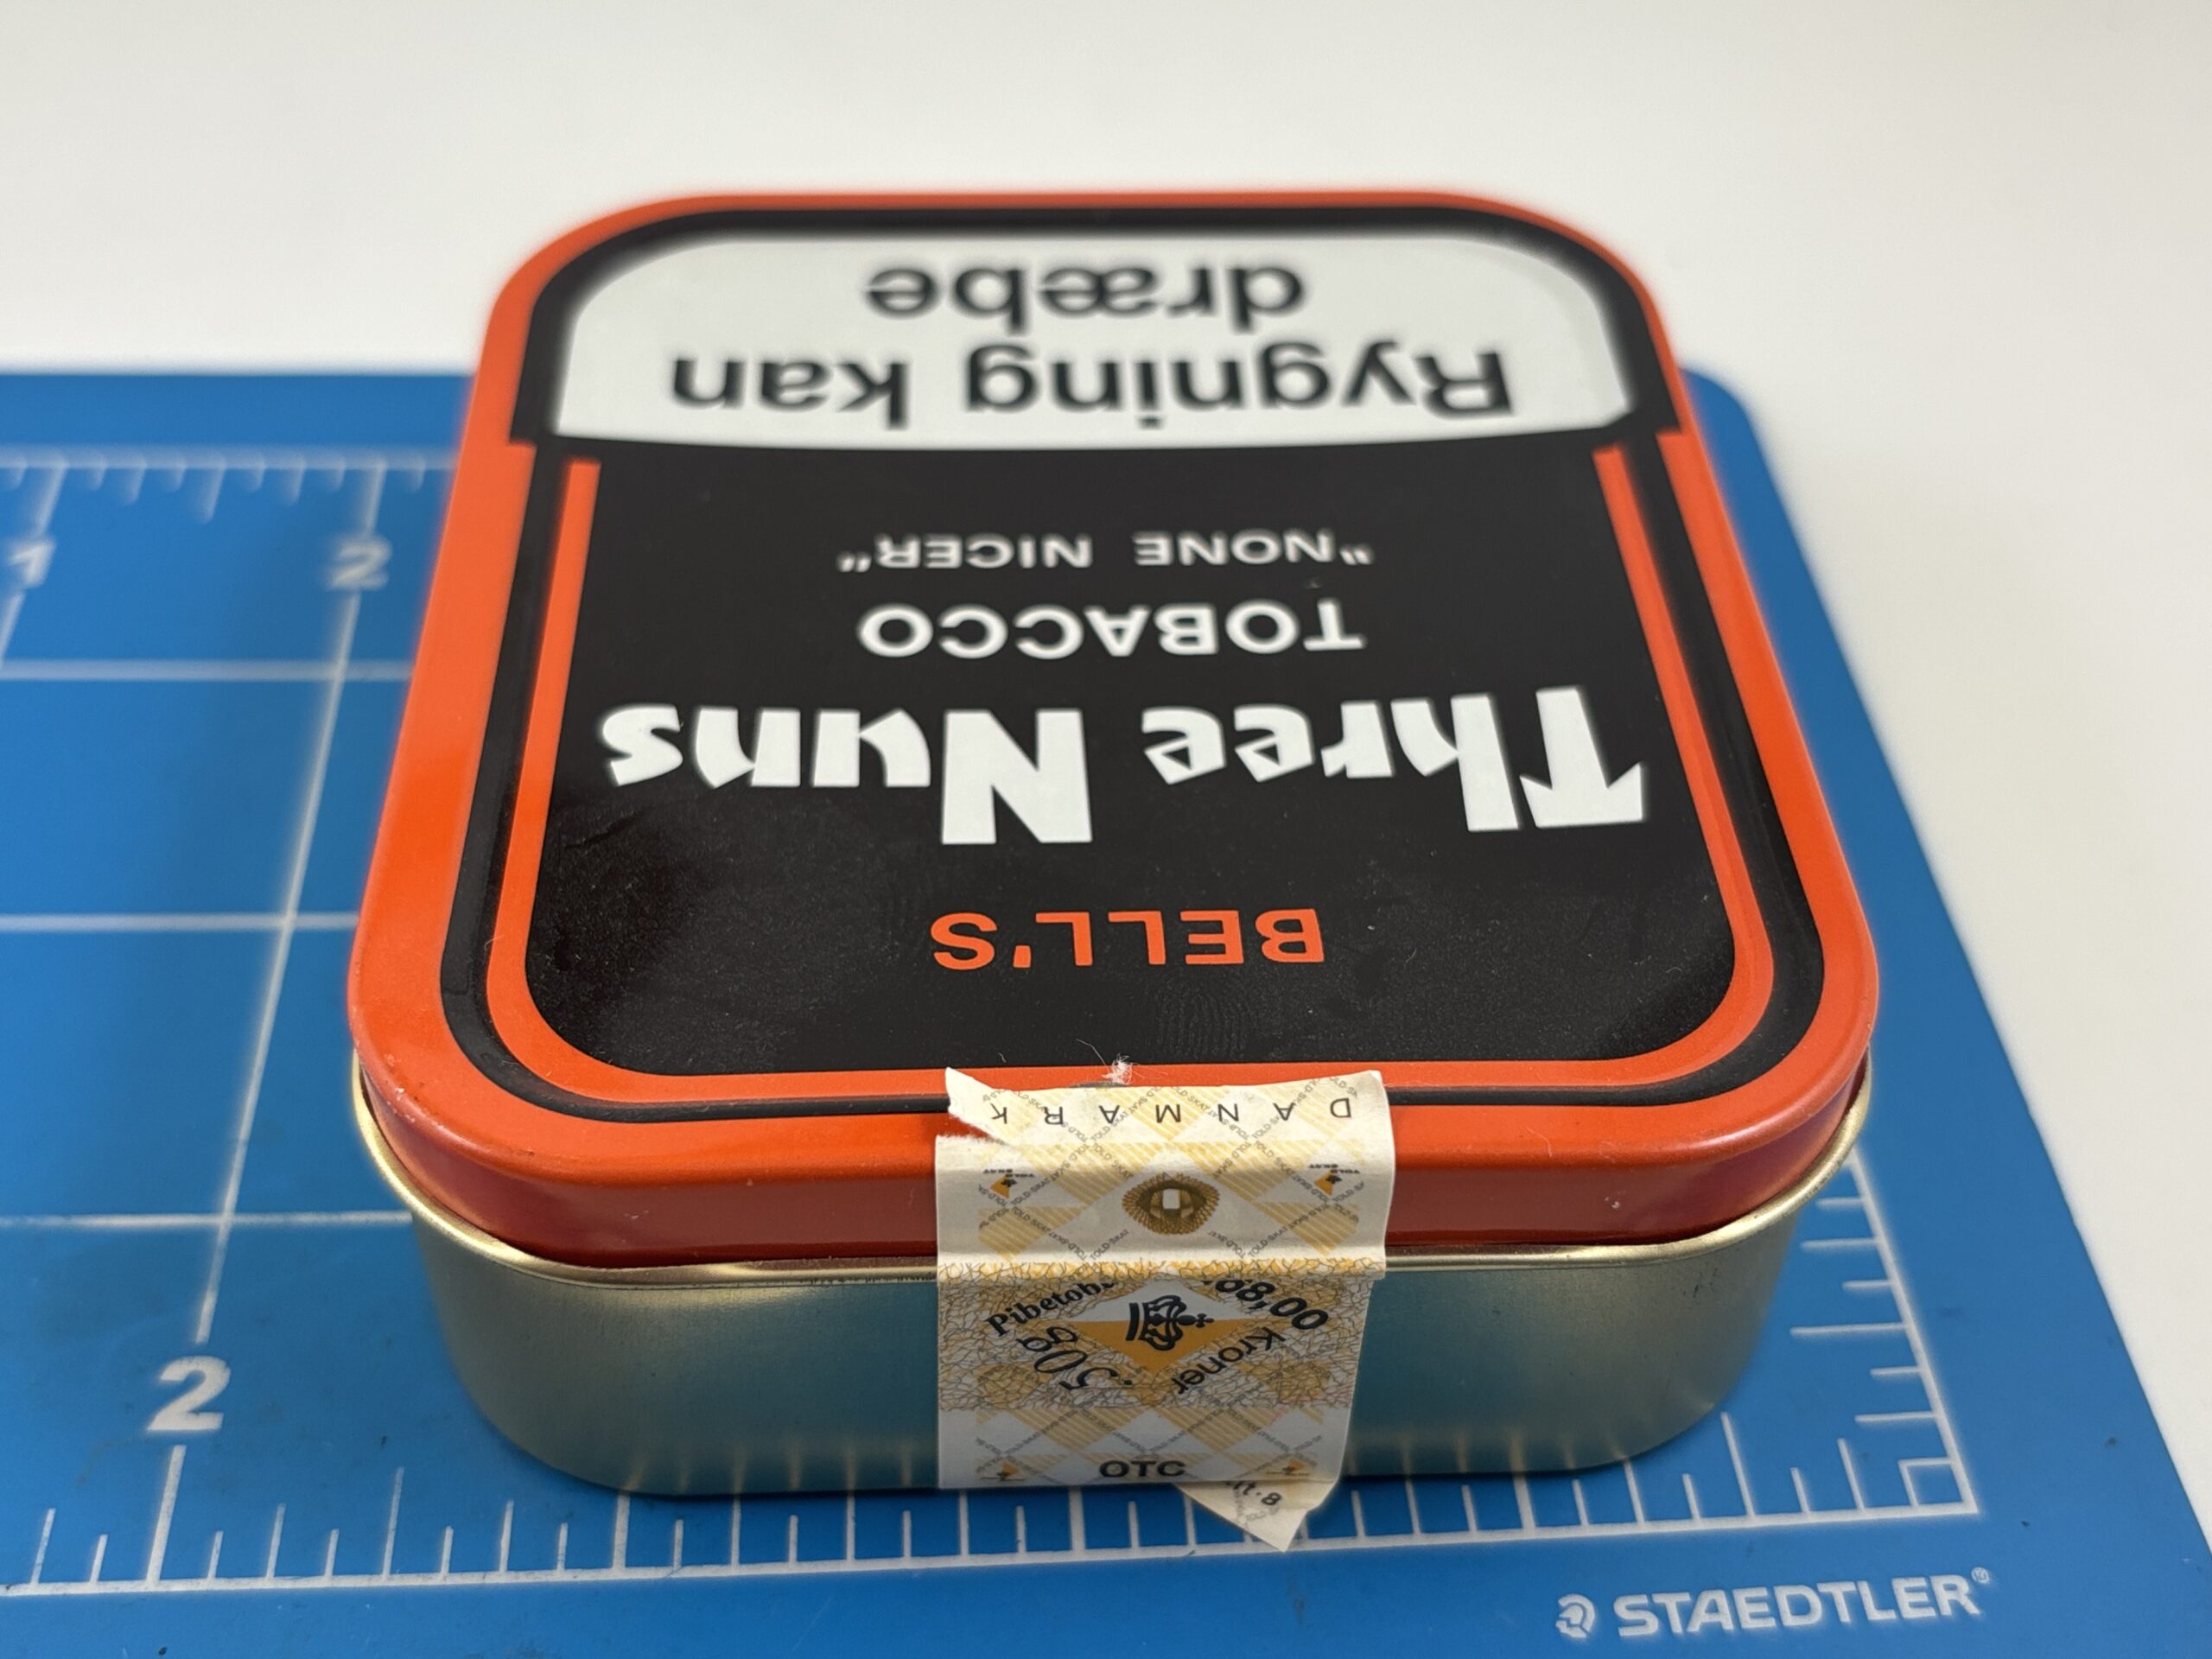 BELL'S
Three Nuns
TOBACCO
"NONE NICER"
Rygning kan
dræbe
DANMARK
68,00
Kroner
50g
OTC
1
2
2
STAEDTLER®